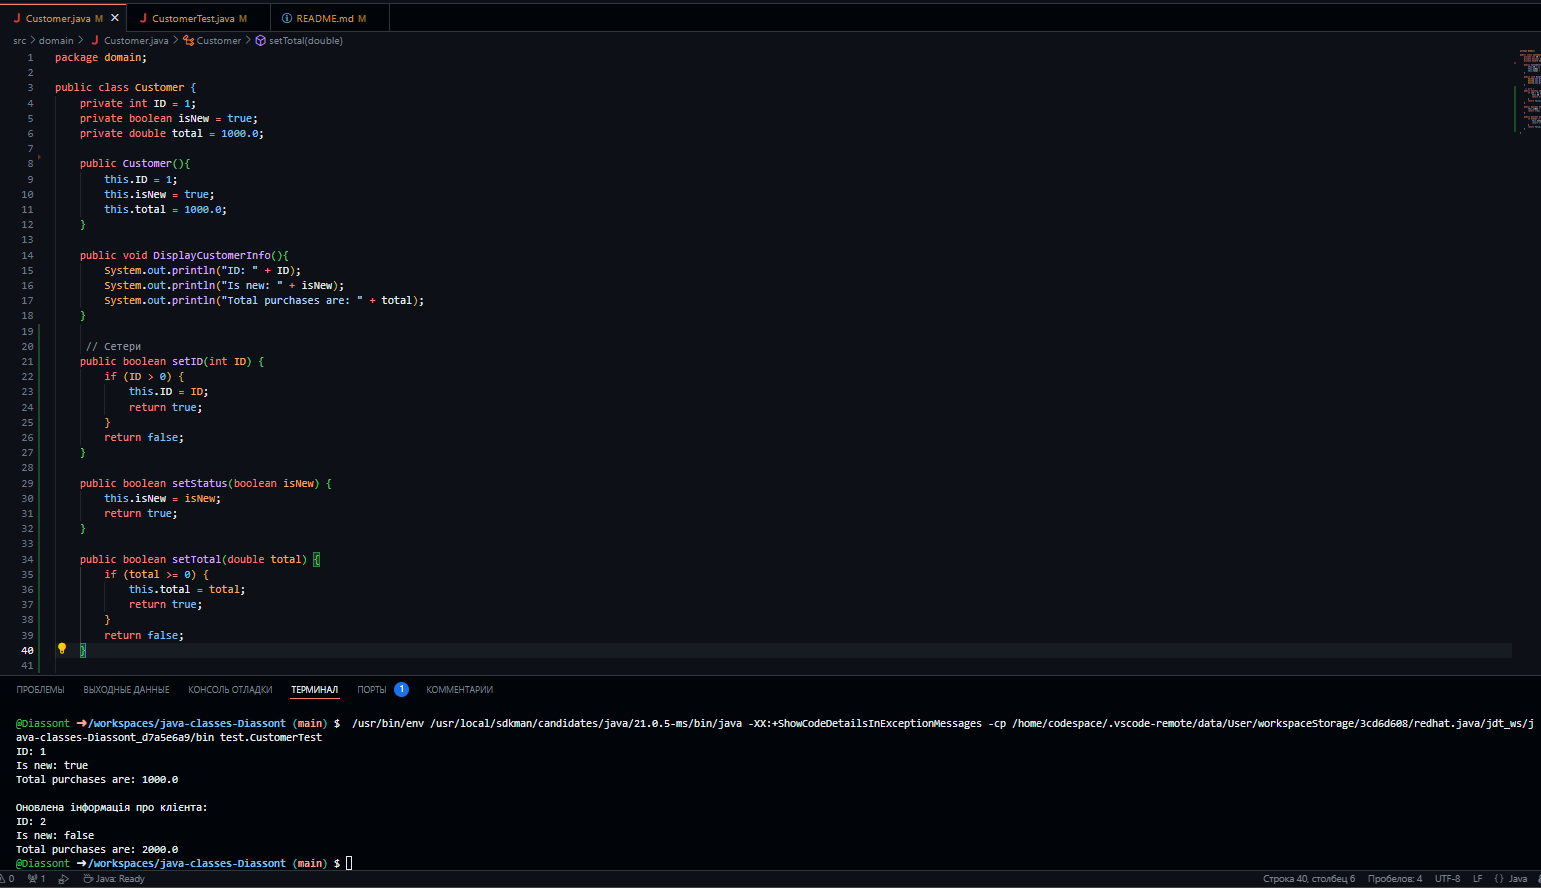 Customer.java M
CustomerTest.java M
README.md M
src > domain > Customer.java > Customer > setTotal(double)
1 package domain;
2
3 public class Customer {
4 private int ID = 1;
5 private boolean isNew = true;
6 private double total = 1000.0;
7
8 public Customer(){
9 this.ID = 1;
10 this.isNew = true;
11 this.total = 1000.0;
12 }
13
14 public void DisplayCustomerInfo(){
15 System.out.println("ID: " + ID);
16 System.out.println("Is new: " + isNew);
17 System.out.println("Total purchases are: " + total);
18 }
19
20 // Сетери
21 public boolean setID(int ID) {
22 if (ID > 0) {
23 this.ID = ID;
24 return true;
25 }
26 return false;
27 }
28
29 public boolean setStatus(boolean isNew) {
30 this.isNew = isNew;
31 return true;
32 }
33
34 public boolean setTotal(double total) {
35 if (total >= 0) {
36 this.total = total;
37 return true;
38 }
39 return false;
40 }
41
ПРОБЛЕМЫ ВЫХОДНЫЕ ДАННЫЕ КОНСОЛЬ ОТЛАДКИ ТЕРМИНАЛ ПОРТЫ 1 КОММЕНТАРИИ
@Diassont ➜/workspaces/java-classes-Diassont (main) $ /usr/bin/env /usr/local/sdkman/candidates/java/21.0.5-ms/bin/java -XX:+ShowCodeDetailsInExceptionMessages -cp /home/codespace/.vscode-remote/data/User/workspaceStorage/3cd6d608/redhat.java/jdt_ws/j
ava-classes-Diassont_d7a5e6a9/bin test.CustomerTest
ID: 1
Is new: true
Total purchases are: 1000.0
Оновлена інформація про клієнта:
ID: 2
Is new: false
Total purchases are: 2000.0
@Diassont ➜/workspaces/java-classes-Diassont (main) $
0 1 Java: Ready Строка 40, столбец 6 Пробелов: 4 UTF-8 LF {} Java